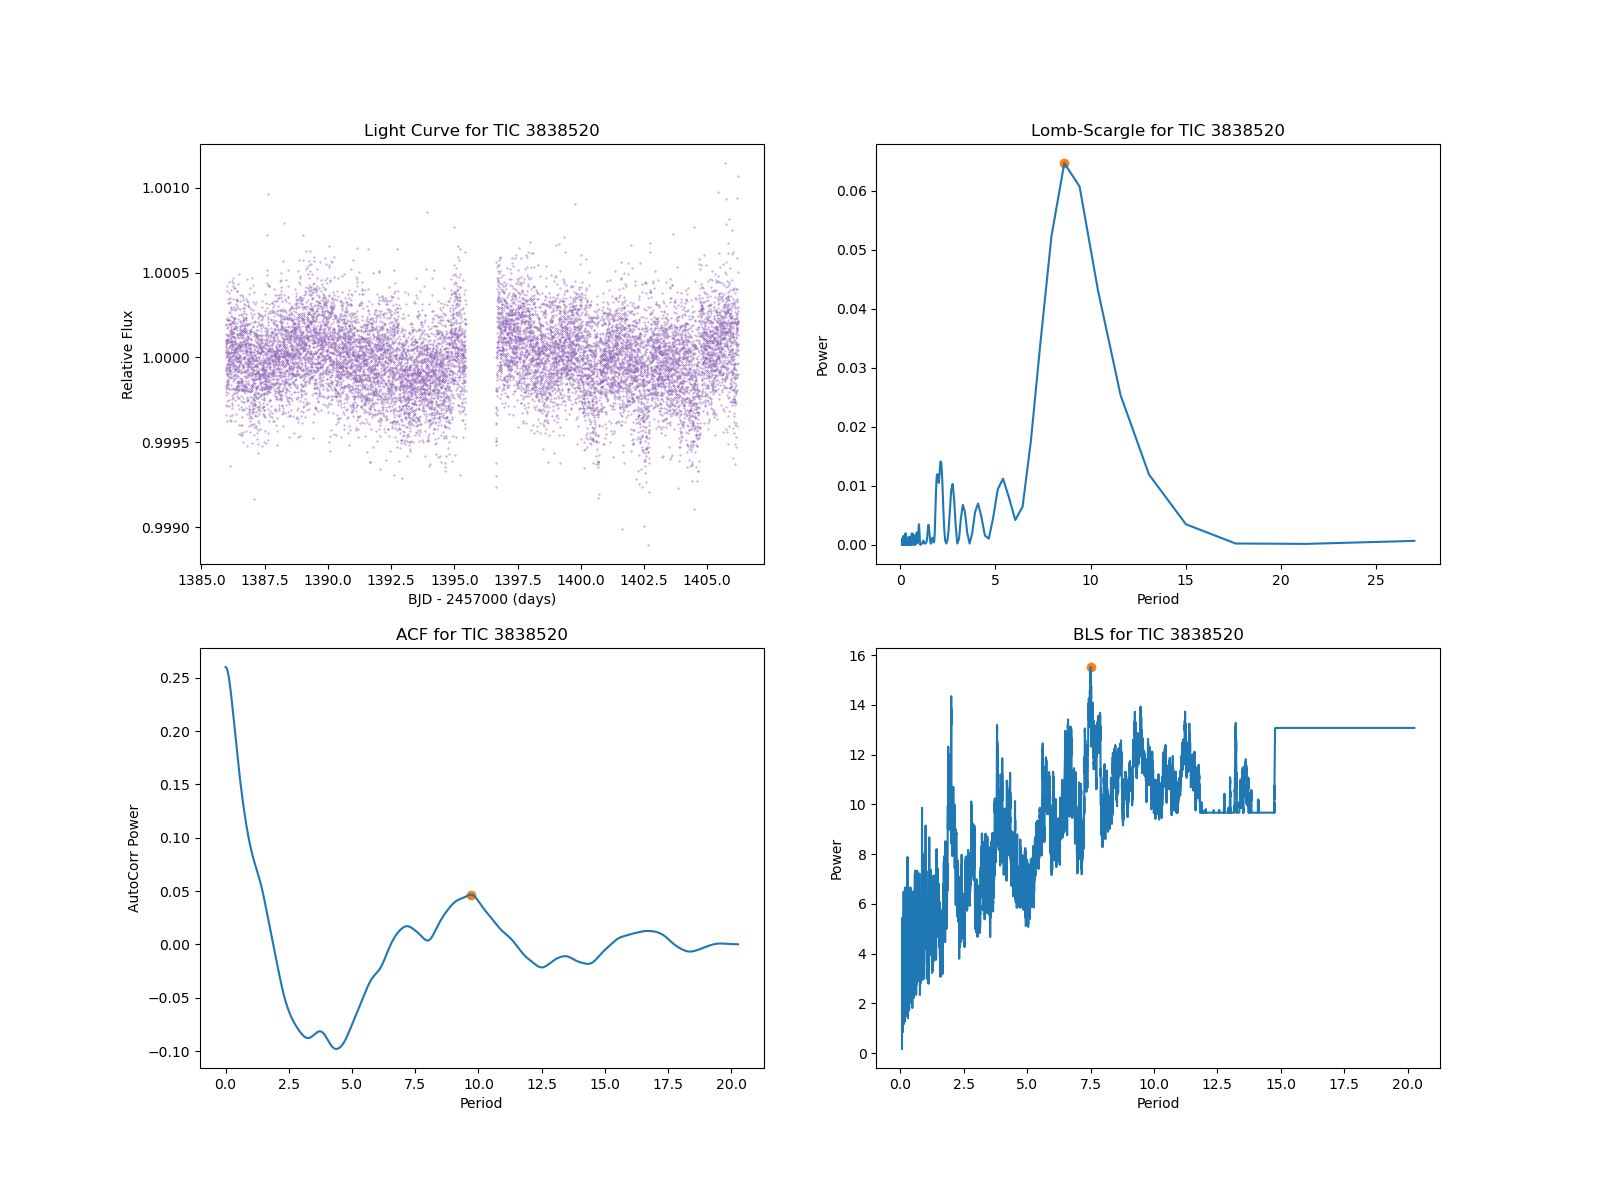 Light Curve for TIC 3838520
1.0010
1.0005
1.0000
0.9995
0.9990
Relative Flux
1385.0 1387.5 1390.0 1392.5 1395.0 1397.5 1400.0 1402.5 1405.0
BJD - 2457000 (days)
Lomb-Scargle for TIC 3838520
0.06
0.05
0.04
0.03
0.02
0.01
0.00
Power
0 5 10 15 20 25
Period
ACF for TIC 3838520
0.25
0.20
0.15
0.10
0.05
0.00
−0.05
−0.10
AutoCorr Power
0.0 2.5 5.0 7.5 10.0 12.5 15.0 17.5 20.0
Period
BLS for TIC 3838520
16
14
12
10
8
6
4
2
0
Power
0.0 2.5 5.0 7.5 10.0 12.5 15.0 17.5 20.0
Period